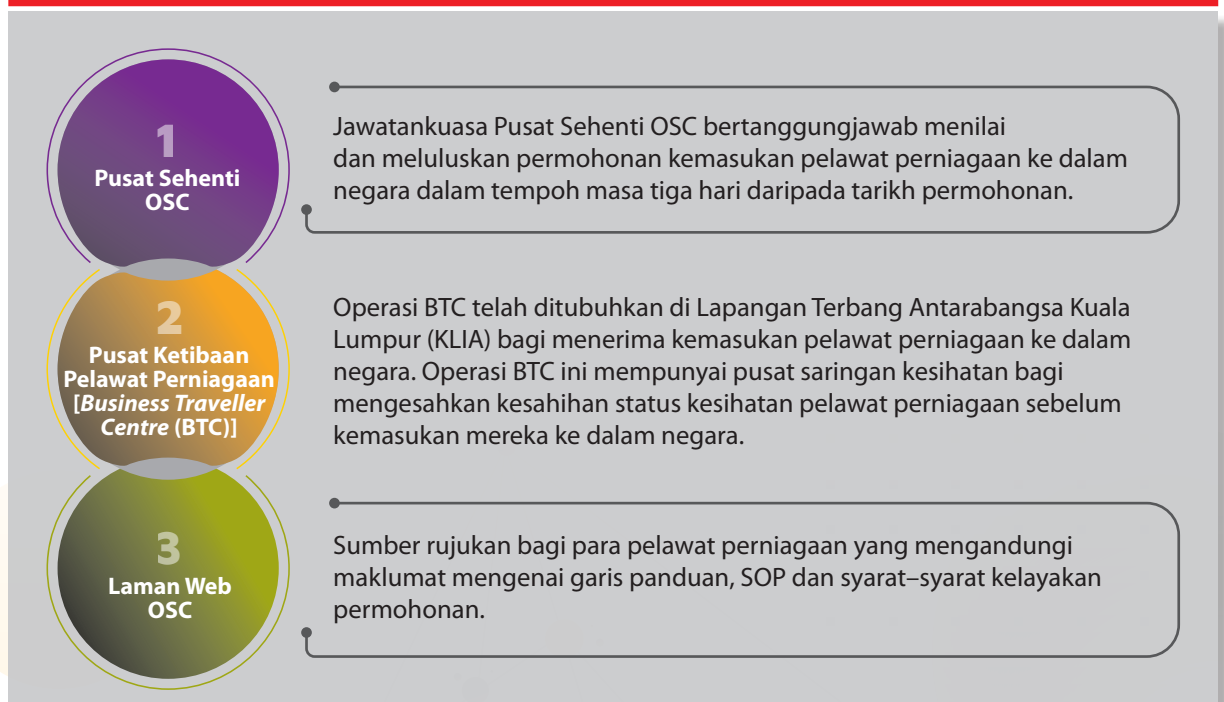 1
Pusat Sehenti
OSC
Jawatankuasa Pusat Sehenti OSC bertanggungjawab menilai
dan meluluskan permohonan kemasukan pelawat perniagaan ke dalam
negara dalam tempoh masa tiga hari daripada tarikh permohonan.
2
Pusat Ketibaan
Pelawat Perniagaan
[Business Traveller
Centre (BTC)]
Operasi BTC telah ditubuhkan di Lapangan Terbang Antarabangsa Kuala
Lumpur (KLIA) bagi menerima kemasukan pelawat perniagaan ke dalam
negara. Operasi BTC ini mempunyai pusat saringan kesihatan bagi
mengesahkan kesahihan status kesihatan pelawat perniagaan sebelum
kemasukan mereka ke dalam negara.
3
Laman Web
OSC
Sumber rujukan bagi para pelawat perniagaan yang mengandungi
maklumat mengenai garis panduan, SOP dan syarat–syarat kelayakan
permohonan.